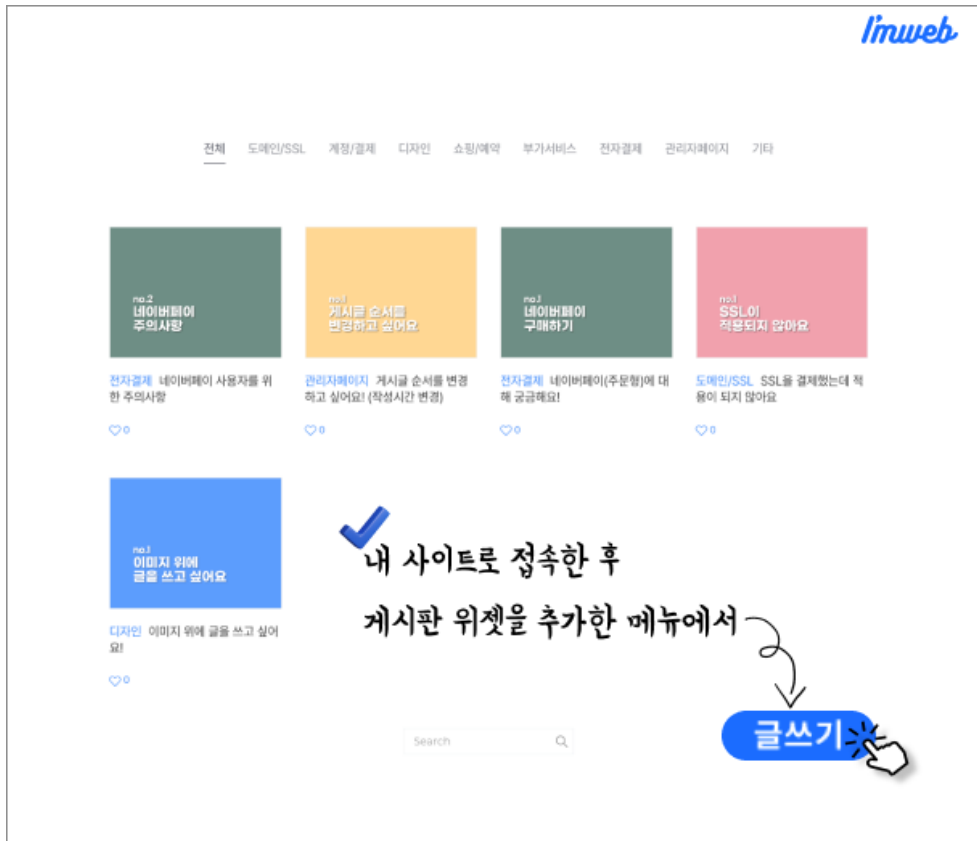 I'mweb
전체 도메인/SSL 계정/결제 디자인 쇼핑/예약 부가서비스 전자결제 관리자페이지 기타
no.2
네이버페이
주의사항
no.1
게시글 순서를
변경하고 싶어요
no.1
네이버페이
구매하기
no.1
SSL이
적용되지 않아요
전자결제 네이버페이 사용자를 위
한 주의사항
0
관리자페이지 게시글 순서를 변경
하고 싶어요! (작성시간 변경)
0
전자결제 네이버페이(주문형)에 대
해 궁금해요!
0
도메인/SSL SSL을 결제했는데 적
용이 되지 않아요
0
no.1
이미지 위에
글을 쓰고 싶어요
디자인 이미지 위에 글을 쓰고 싶어
요!
0
내 사이트로 접속한 후
게시판 위젯을 추가한 메뉴에서
Search
글쓰기